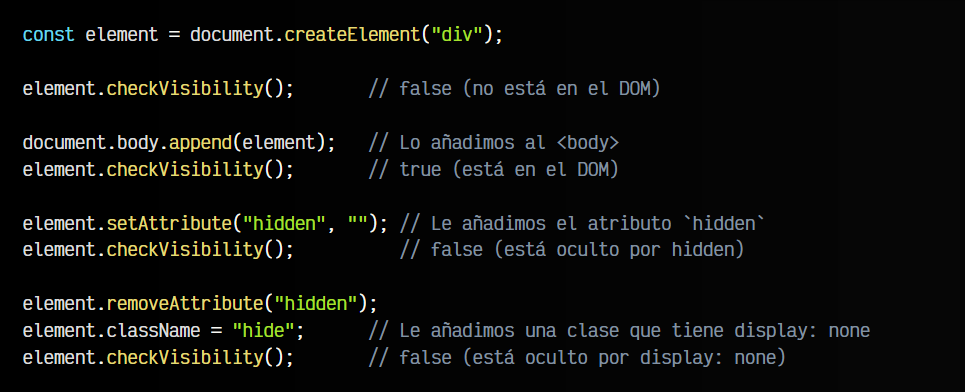 const element = document.createElement("div");
element.checkVisibility(); // false (no está en el DOM)
document.body.append(element); // Lo añadimos al <body>
element.checkVisibility(); // true (está en el DOM)
element.setAttribute("hidden", ""); // Le añadimos el atributo `hidden`
element.checkVisibility(); // false (está oculto por hidden)
element.removeAttribute("hidden");
element.className = "hide"; // Le añadimos una clase que tiene display: none
element.checkVisibility(); // false (está oculto por display: none)